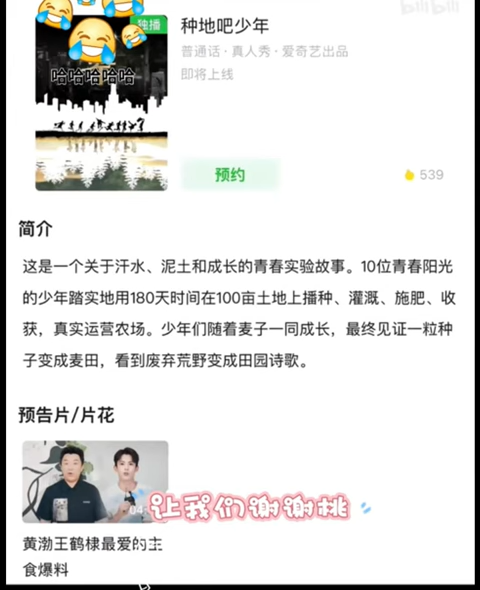 bilibili
独播
种地吧少年
哈哈哈哈哈
普通话·真人秀·爱奇艺出品
即将上线
预约
539
简介
这是一个关于汗水、泥土和成长的青春实验故事。10位青春阳光
的少年踏实地用180天时间在100亩土地上播种、灌溉、施肥、收
获，真实运营农场。少年们随着麦子一同成长，最终见证一粒种
子变成麦田，看到废弃荒野变成田园诗歌。
预告片/片花
让我们谢谢桃
黄渤王鹤棣最爱的主
食爆料